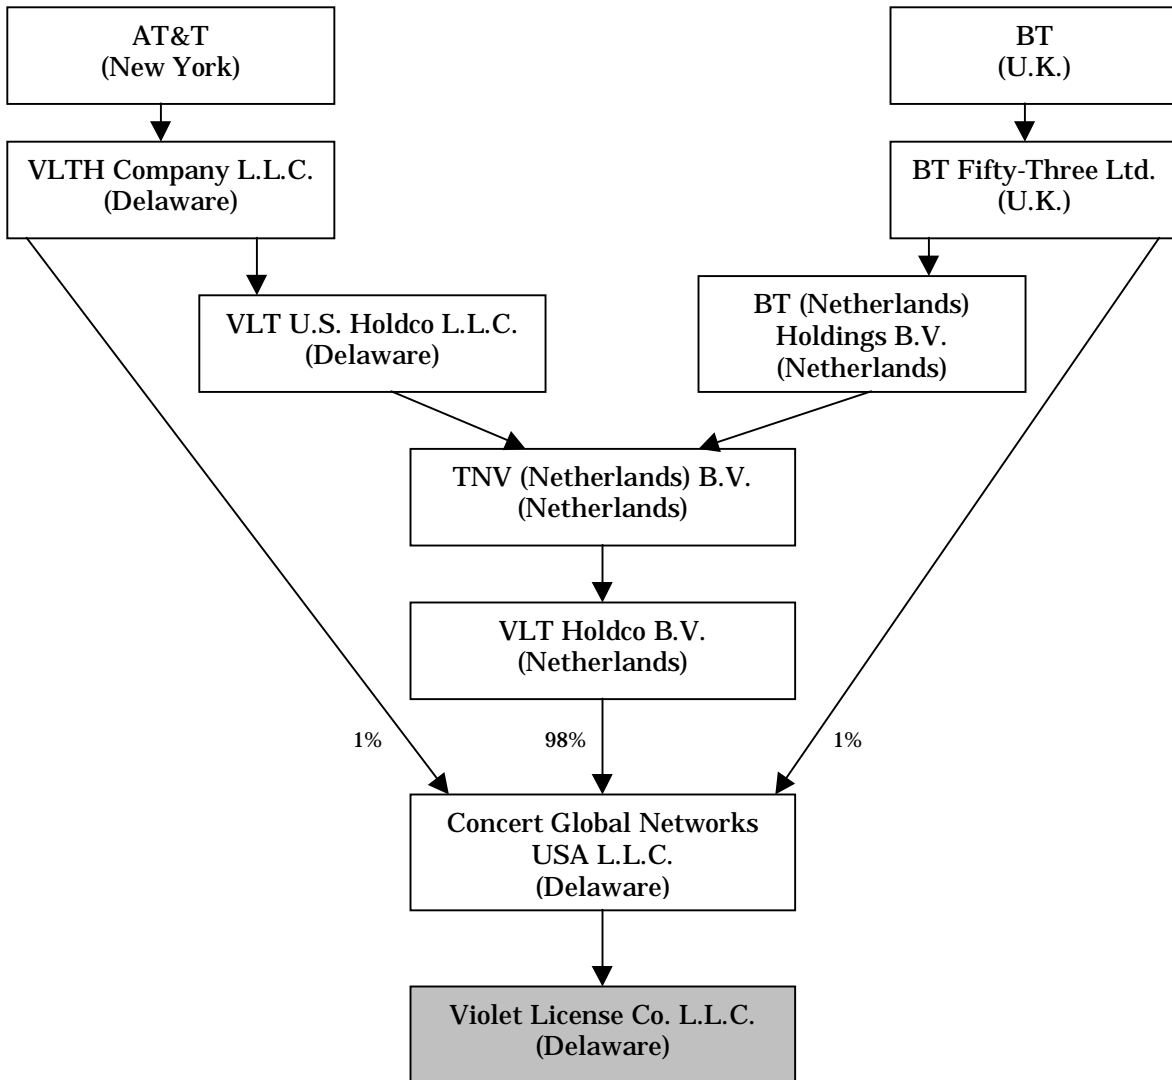 AT&T
(New York)
BT
(U.K.)
VLTH Company L.L.C.
(Delaware)
BT Fifty-Three Ltd.
(U.K.)
VLT U.S. Holdco L.L.C.
(Delaware)
BT (Netherlands)
Holdings B.V.
(Netherlands)
TNV (Netherlands) B.V.
(Netherlands)
VLT Holdco B.V.
(Netherlands)
1%
98%
1%
Concert Global Networks
USA L.L.C.
(Delaware)
Violet License Co. L.L.C.
(Delaware)